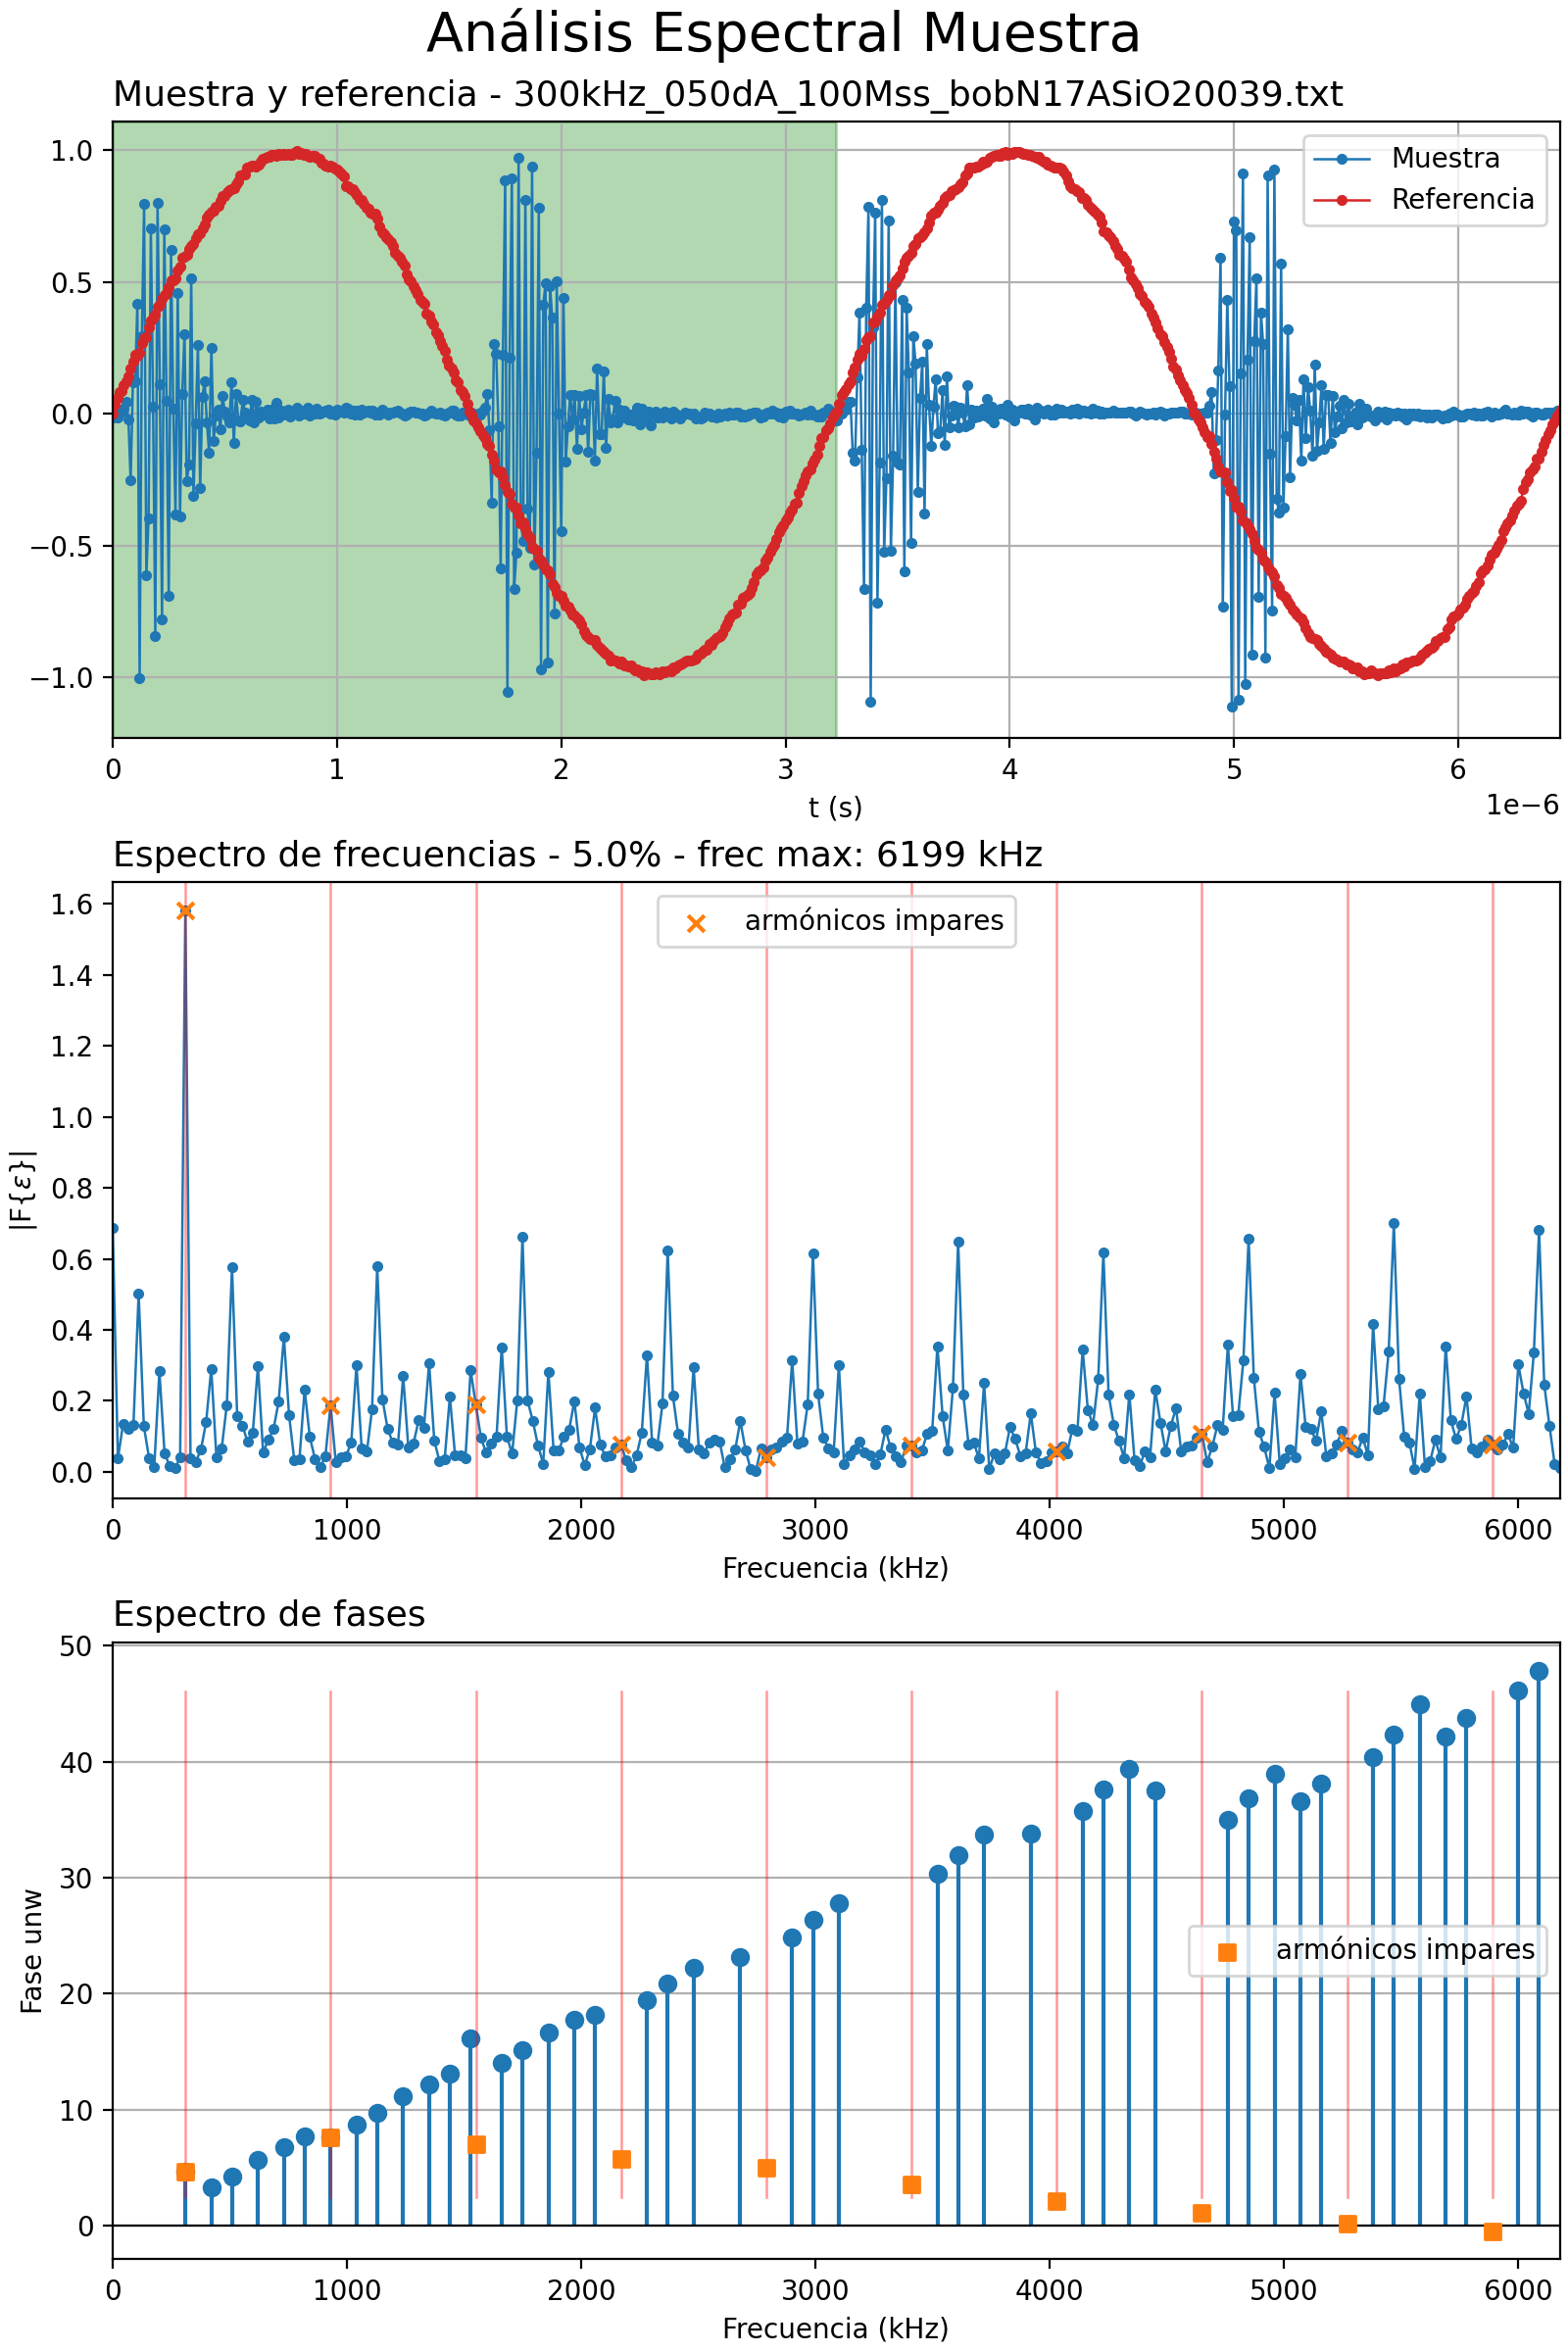 Análisis Espectral Muestra
Muestra y referencia - 300kHz_050dA_100Mss_bobN17ASiO20039.txt
1.0
0.5
0.0
−0.5
−1.0
Muestra
Referencia
0 1 2 3 4 5 6
t (s)
1e−6
Espectro de frecuencias - 5.0% - frec max: 6199 kHz
|F{ε}|
1.6
1.4
1.2
1.0
0.8
0.6
0.4
0.2
0.0
armónicos impares
0 1000 2000 3000 4000 5000 6000
Frecuencia (kHz)
Espectro de fases
Fase unw
50
40
30
20
10
0
armónicos impares
0 1000 2000 3000 4000 5000 6000
Frecuencia (kHz)